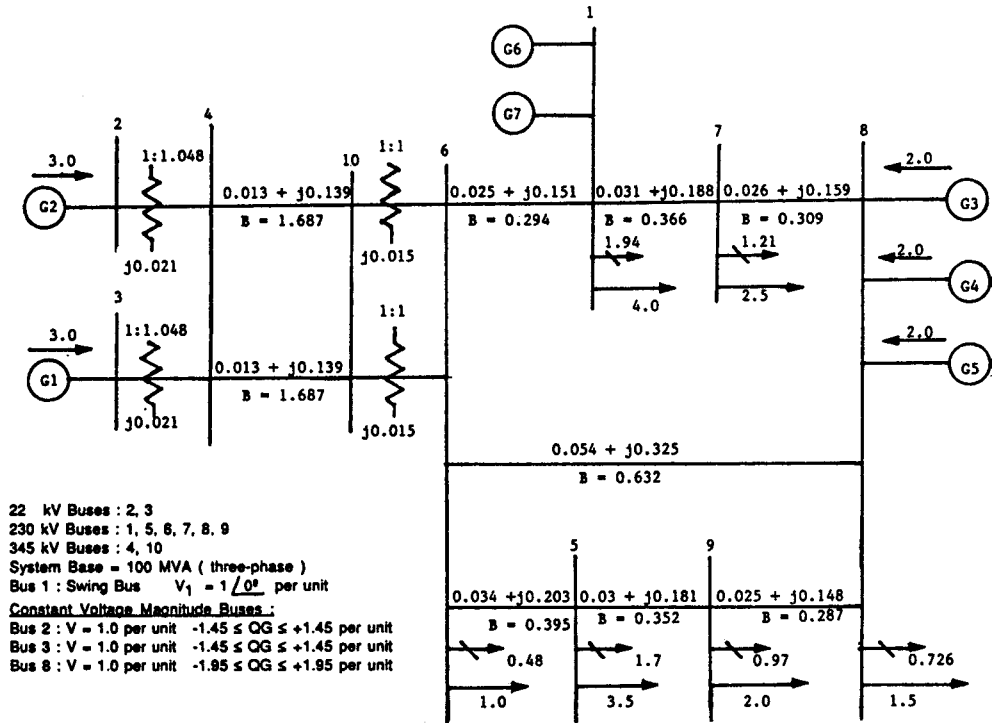 1
G6
G7
2
4
10
6
7
8
3.0
1:1.048
1:1
2.0
G2
0.013 + j0.139
0.025 + j0.151
0.031 +j0.188
0.026 + j0.159
G3
B = 1.687
B = 0.294
B = 0.366
B = 0.309
j0.021
j0.015
1.94
1.21
2.0
G4
4.0
2.5
3
3.0
1:1.048
1:1
2.0
G1
0.013 + j0.139
G5
B = 1.687
j0.021
j0.015
0.054 + j0.325
B = 0.632
22 kV Buses : 2, 3
230 kV Buses : 1, 5, 6, 7, 8, 9
345 kV Buses : 4, 10
System Base = 100 MVA ( three-phase )
Bus 1 : Swing Bus V₁ = 1 /0º per unit
Constant Voltage Magnitude Buses :
Bus 2 : V = 1.0 per unit -1.45 ≤ QG ≤ +1.45 per unit
Bus 3 : V = 1.0 per unit -1.45 ≤ QG ≤ +1.45 per unit
Bus 8 : V = 1.0 per unit -1.95 ≤ QG ≤ +1.95 per unit
5
9
0.034 +j0.203
0.03 + j0.181
0.025 + j0.148
B = 0.395
B = 0.352
B = 0.287
0.48
1.7
0.97
0.726
1.0
3.5
2.0
1.5